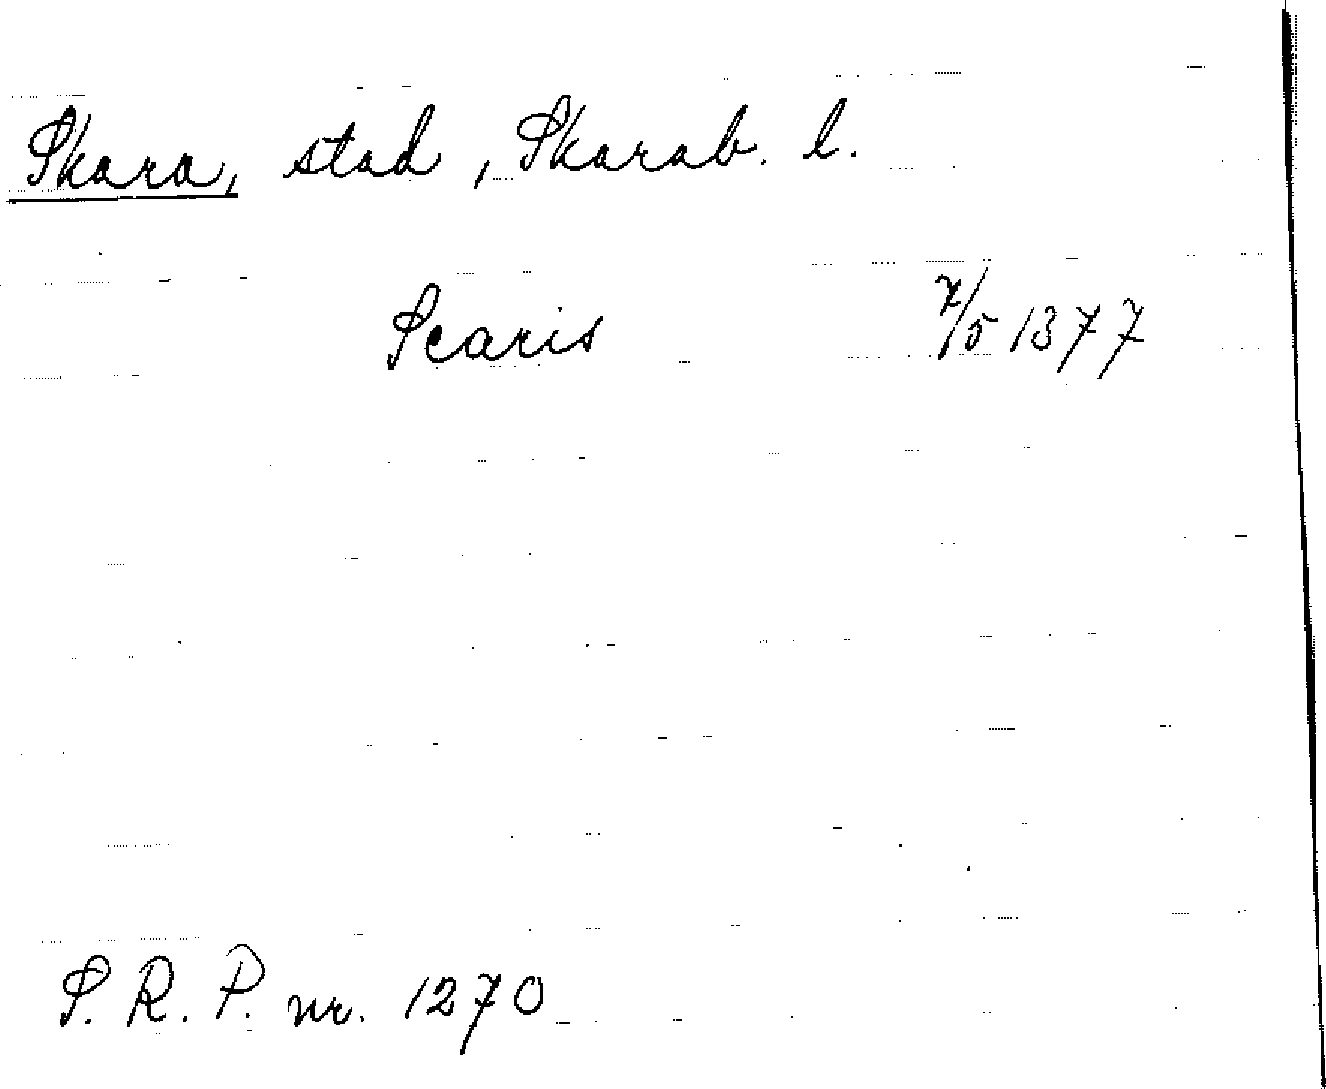 Skara, stad, Skarab. l.
Scaris 7/5 1377
S. R. P. nr. 1270